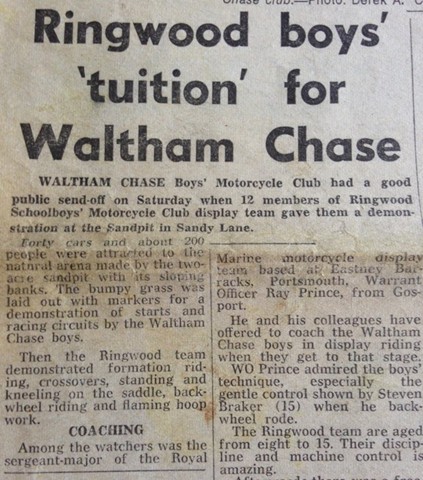 Chase club.—Photo: Derek A.
Ringwood boys'
'tuition' for
Waltham Chase
WALTHAM CHASE Boys' Motorcycle Club had a good
public send-off on Saturday when 12 members of Ringwood
Schoolboys' Motorcycle Club display team gave them a demon-
stration at the Sandpit in Sandy Lane.
Forty cars and about 200
people were attracted to the
natural arena made by the two-
acre sandpit with its sloping
banks. The bumpy grass was
laid out with markers for a
demonstration of starts and
racing circuits by the Waltham
Chase boys.
Then the Ringwood team
demonstrated formation rid-
ing, crossovers, standing and
kneeling on the saddle, back-
wheel riding and flaming hoop
work.
COACHING
Among the watchers was the
sergeant-major of the Royal
Marine motorcycle display
team based at Eastney Bar-
racks, Portsmouth, Warrant
Officer Ray Prince, from Gos-
port.
He and his colleagues have
offered to coach the Waltham
Chase boys in display riding
when they get to that stage.
WO Prince admired the boys'
technique, especially the
gentle control shown by Steven
Braker (15) when he back-
wheel rode.
The Ringwood team are aged
from eight to 15. Their discip-
line and machine control is
amazing.